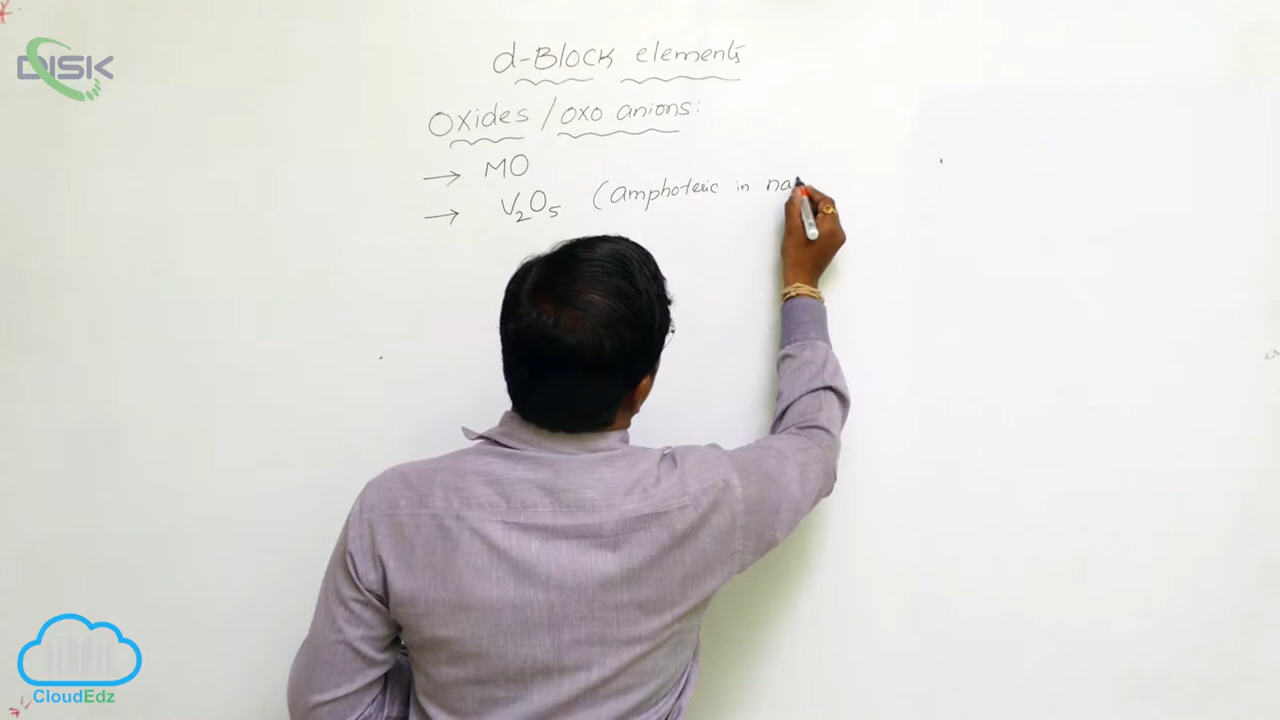 DISK
d-Block elements
Oxides / oxo anions:
→ MO
→ V₂O₅ (amphoteric in na
CloudEdz